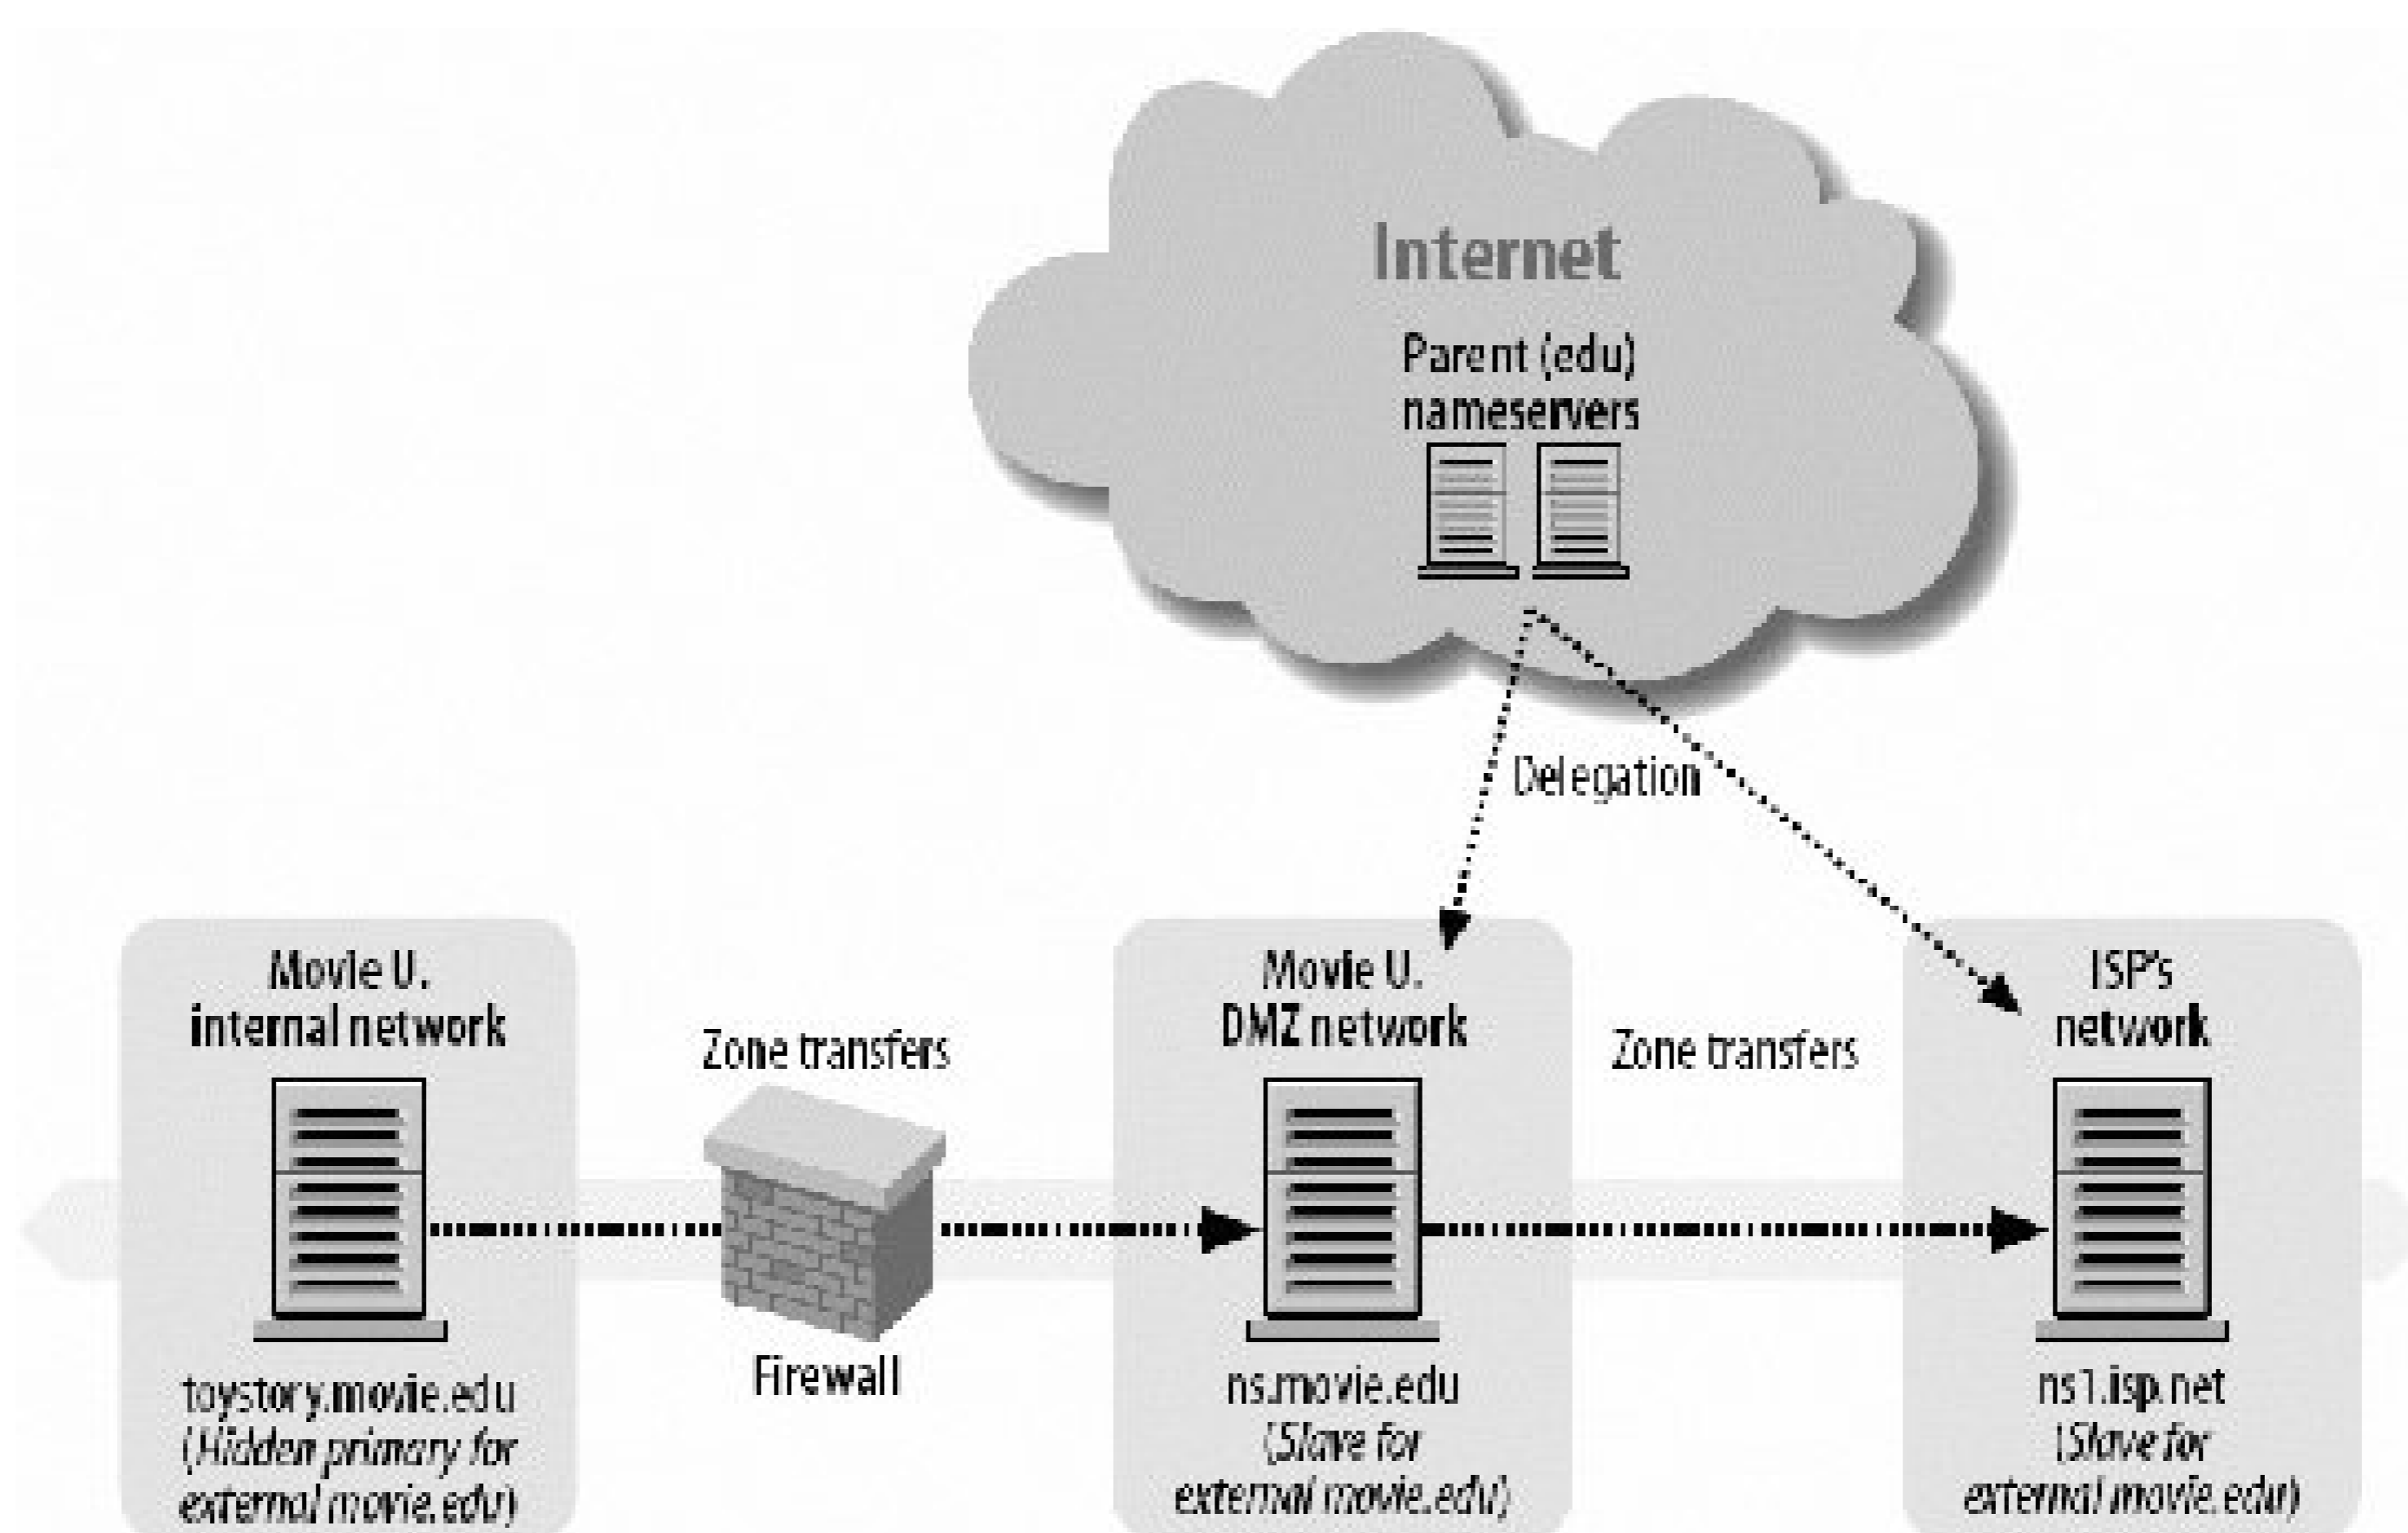 Internet
Parent (edu)
nameservers
Delegation
Movie U.
internal network
Zone transfers
Firewall
toystory.movie.edu
(Hidden primary for
external movie.edu)
Movie U.
DMZ network
ns.movie.edu
(Slave for
external movie.edu)
Zone transfers
ISP's
network
ns1.isp.net
(Slave for
external movie.edu)